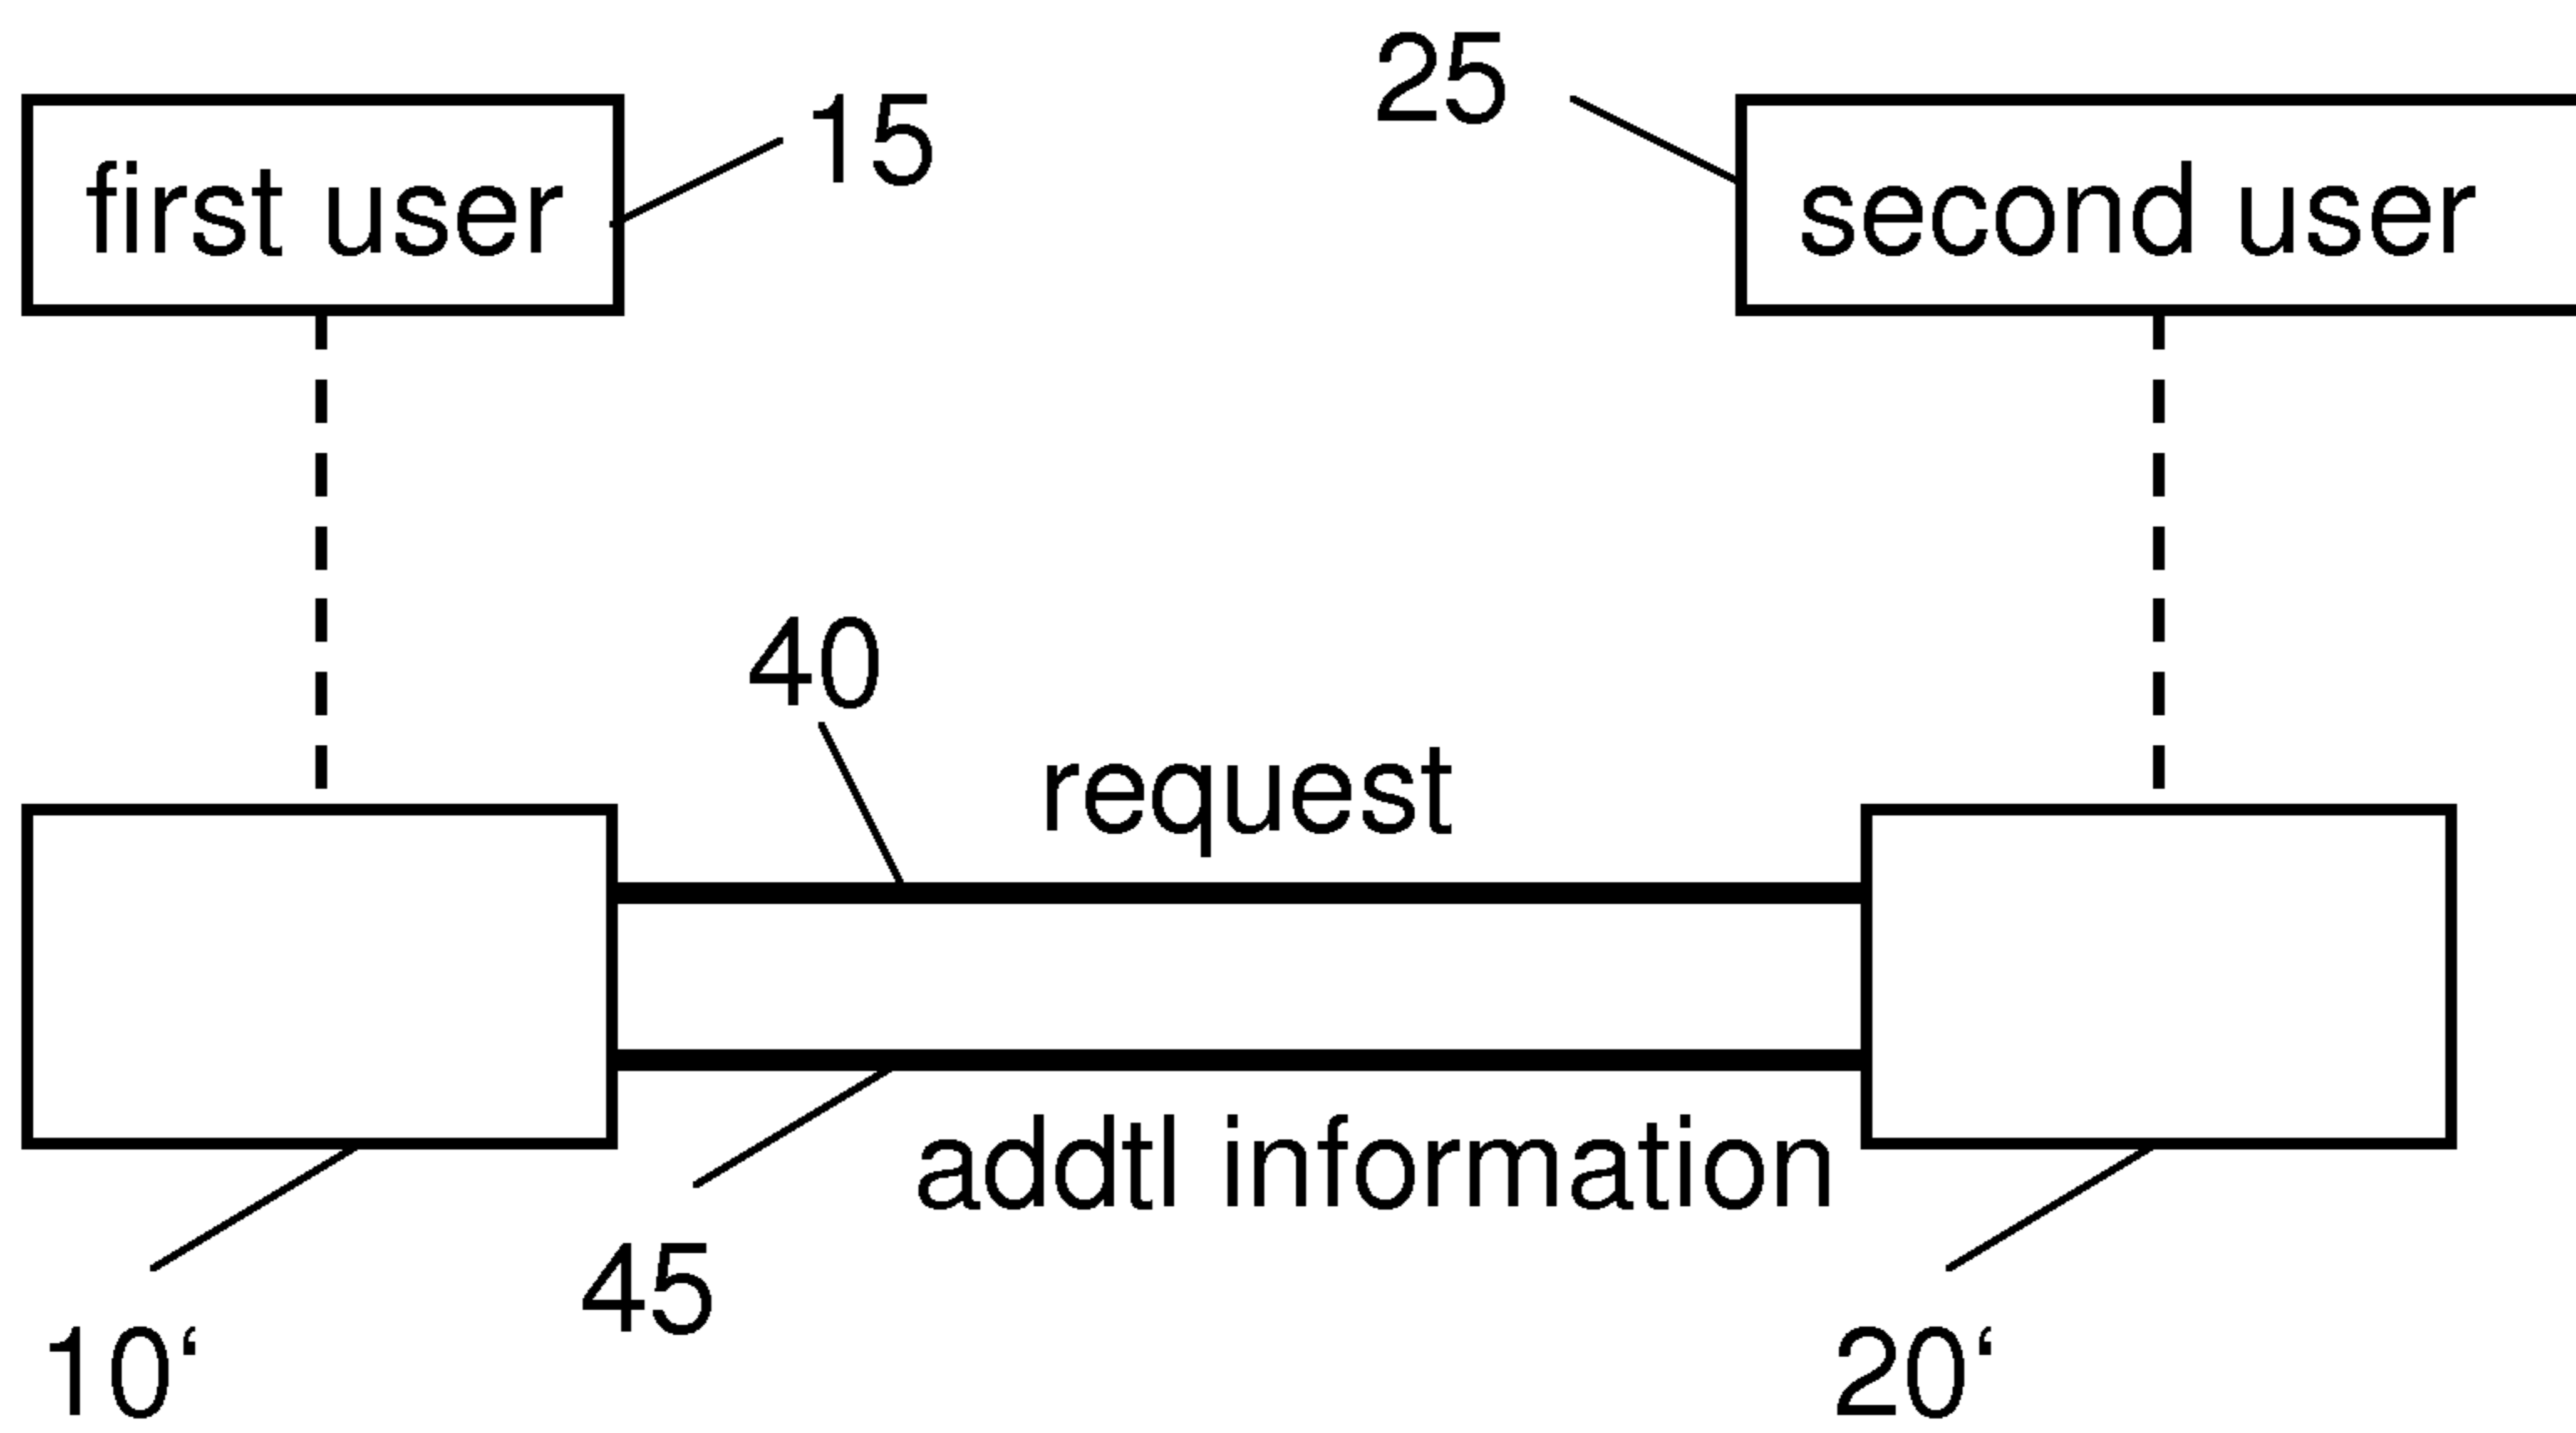 25
15
first user
second user
40
request
addtl information
45
10‘
20‘